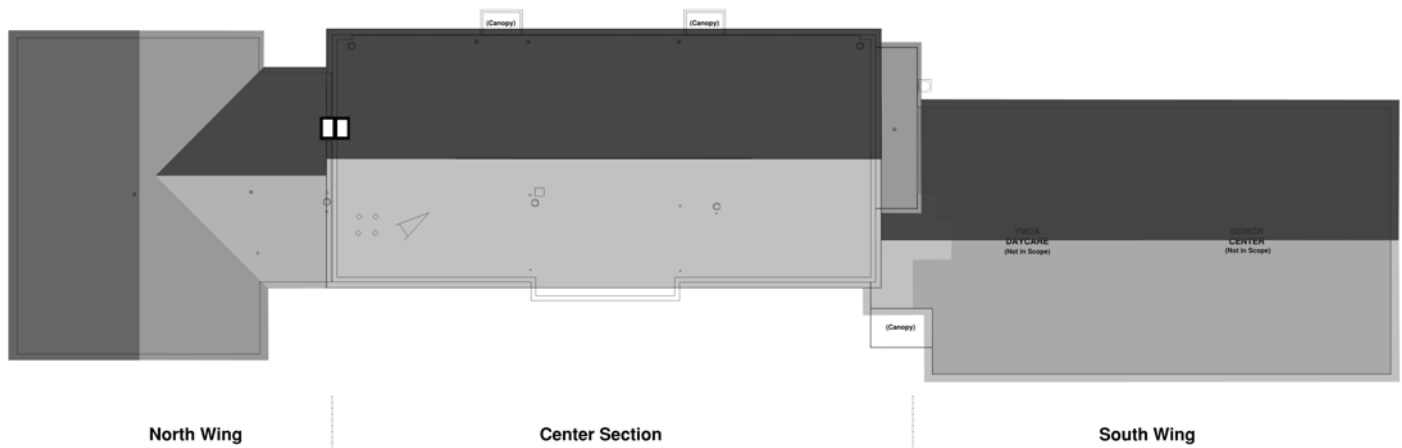 (Canopy)
(Canopy)
YMCA
DAYCARE
(Not in Scope)
SENIOR
CENTER
(Not in Scope)
(Canopy)
North Wing
Center Section
South Wing